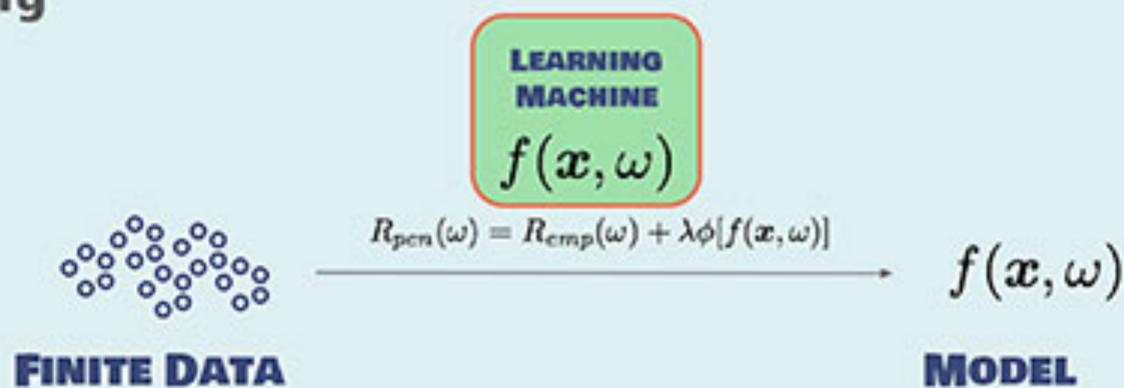 LEARNING
MACHINE
f(x, ω)
R_pen(ω) = R_emp(ω) + λϕ[f(x, ω)]
f(x, ω)
FINITE DATA
MODEL